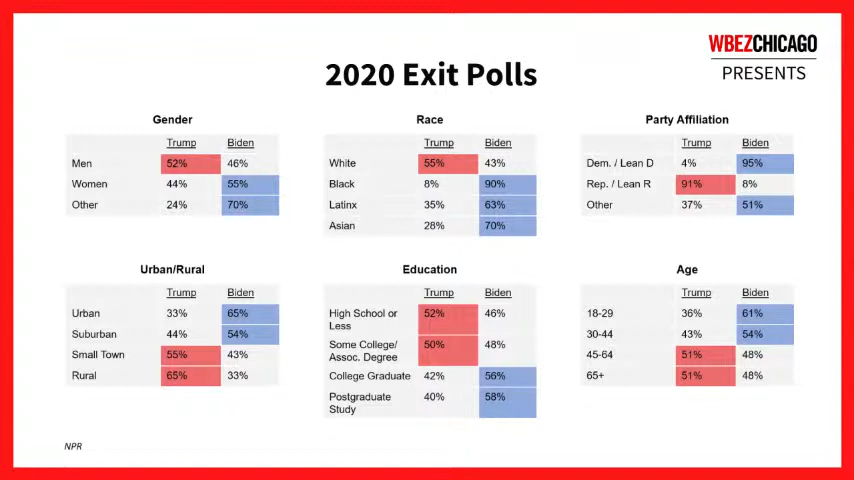 WBEZCHICAGO
PRESENTS
2020 Exit Polls
Gender
Trump Biden
Men 52% 46%
Women 44% 55%
Other 24% 70%
Race
Trump Biden
White 55% 43%
Black 8% 90%
Latinx 35% 63%
Asian 28% 70%
Party Affiliation
Trump Biden
Dem. / Lean D 4% 95%
Rep. / Lean R 91% 8%
Other 37% 51%
Urban/Rural
Trump Biden
Urban 33% 65%
Suburban 44% 54%
Small Town 55% 43%
Rural 65% 33%
Education
Trump Biden
High School or 52% 46%
Less
Some College/ 50% 48%
Assoc. Degree
College Graduate 42% 56%
Postgraduate 40% 58%
Study
Age
Trump Biden
18-29 36% 61%
30-44 43% 54%
45-64 51% 48%
65+ 51% 48%
NPR